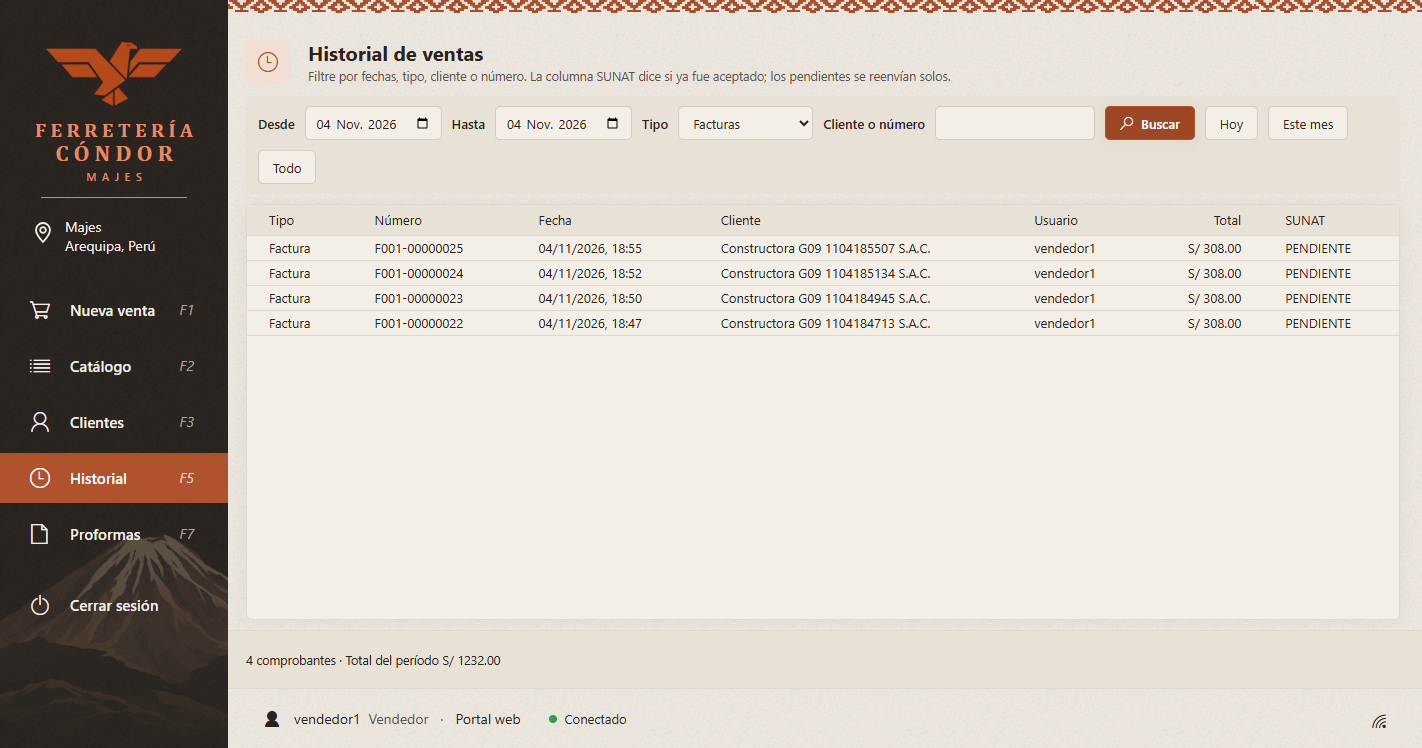 FERRETERÍA
CÓNDOR
MAJES
Majes
Arequipa, Perú
Nueva venta F1
Catálogo F2
Clientes F3
Historial F5
Proformas F7
Cerrar sesión
Historial de ventas
Filtre por fechas, tipo, cliente o número. La columna SUNAT dice si ya fue aceptado; los pendientes se reenvían solos.
Desde 04 Nov. 2026 Hasta 04 Nov. 2026 Tipo Facturas Cliente o número Buscar Hoy Este mes
Todo
Tipo Número Fecha Cliente Usuario Total SUNAT
Factura F001-00000025 04/11/2026, 18:55 Constructora G09 1104185507 S.A.C. vendedor1 S/ 308.00 PENDIENTE
Factura F001-00000024 04/11/2026, 18:52 Constructora G09 1104185134 S.A.C. vendedor1 S/ 308.00 PENDIENTE
Factura F001-00000023 04/11/2026, 18:50 Constructora G09 1104184945 S.A.C. vendedor1 S/ 308.00 PENDIENTE
Factura F001-00000022 04/11/2026, 18:47 Constructora G09 1104184713 S.A.C. vendedor1 S/ 308.00 PENDIENTE
4 comprobantes · Total del período S/ 1232.00
vendedor1 Vendedor · Portal web Conectado